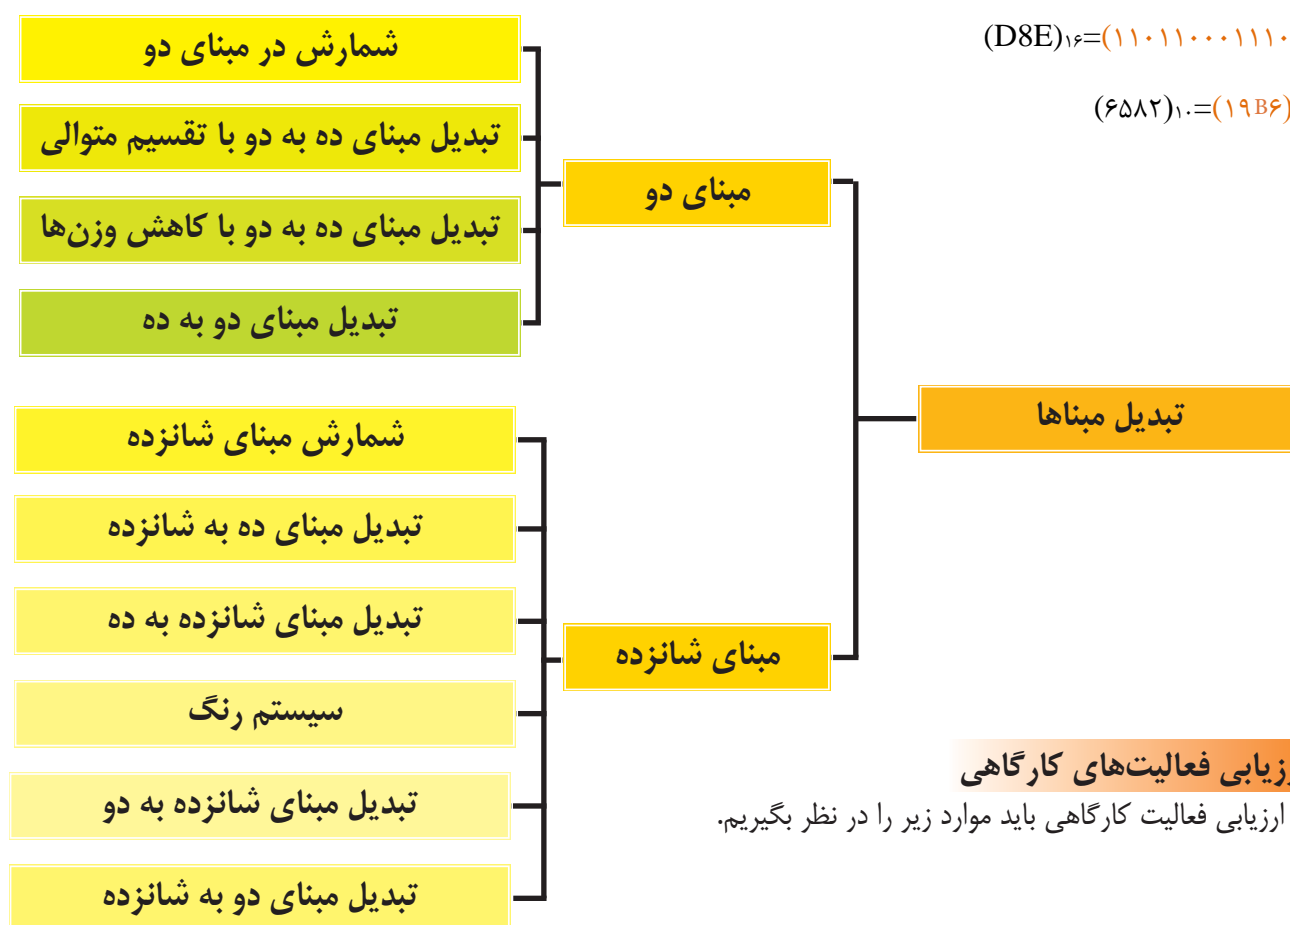 (D8E)۱۶=(۱۱۰۱۱۰۰۰۱۱۱۰
(۶۵۸۲)۱۰=(۱۹B۶)
تبدیل مبناها
مبنای دو
شمارش در مبنای دو
تبدیل مبنای ده به دو با تقسیم متوالی
تبدیل مبنای ده به دو با کاهش وزن‌ها
تبدیل مبنای دو به ده
مبنای شانزده
شمارش مبنای شانزده
تبدیل مبنای ده به شانزده
تبدیل مبنای شانزده به ده
سیستم رنگ
تبدیل مبنای شانزده به دو
تبدیل مبنای دو به شانزده
رزیابی فعالیت‌های کارگاهی
ارزیابی فعالیت کارگاهی باید موارد زیر را در نظر بگیریم.